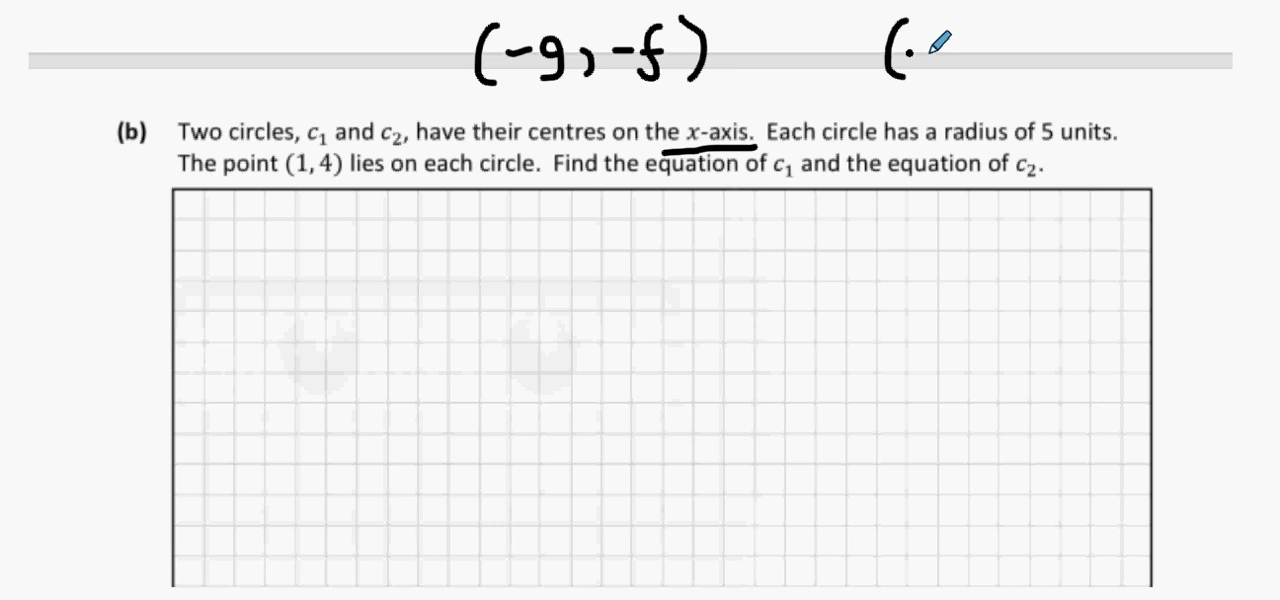 (-g, -f) (.
(b) Two circles, c₁ and c₂, have their centres on the x-axis. Each circle has a radius of 5 units.
The point (1, 4) lies on each circle. Find the equation of c₁ and the equation of c₂.